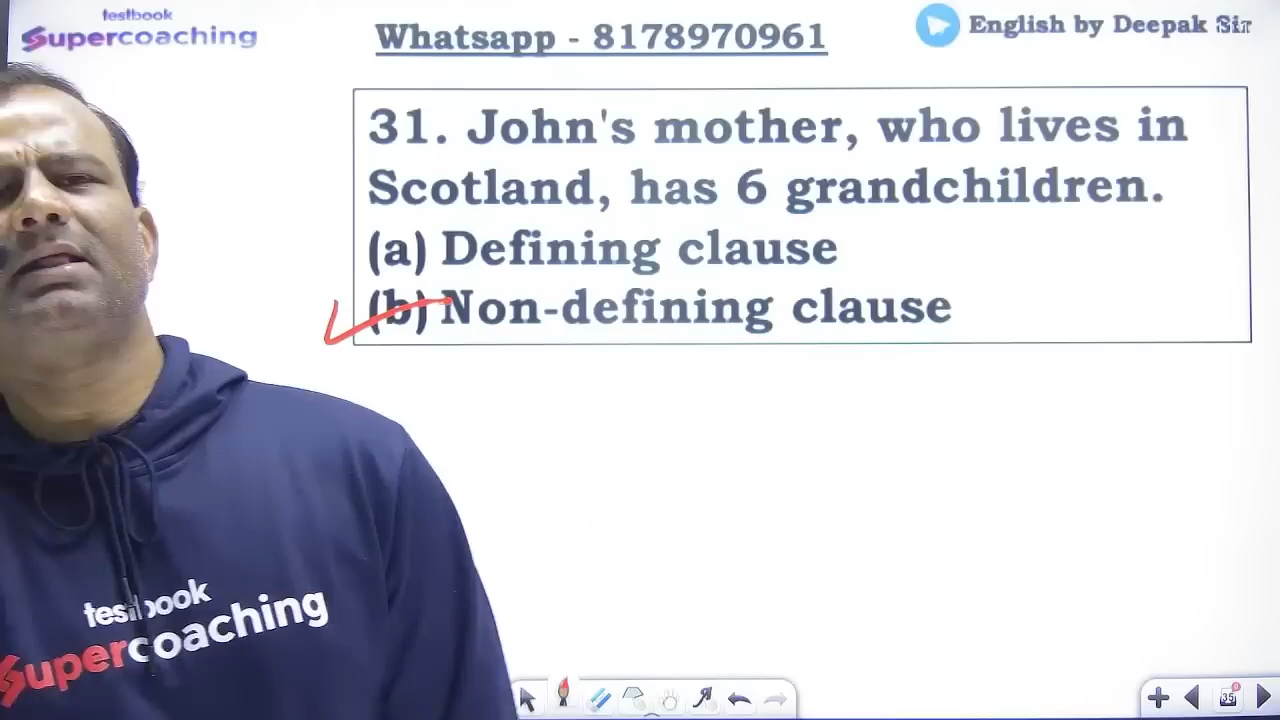 testbook
Supercoaching
Whatsapp - 8178970961
English by Deepak Sir
31. John's mother, who lives in
Scotland, has 6 grandchildren.
(a) Defining clause
(b) Non-defining clause
testbook
Supercoaching
35